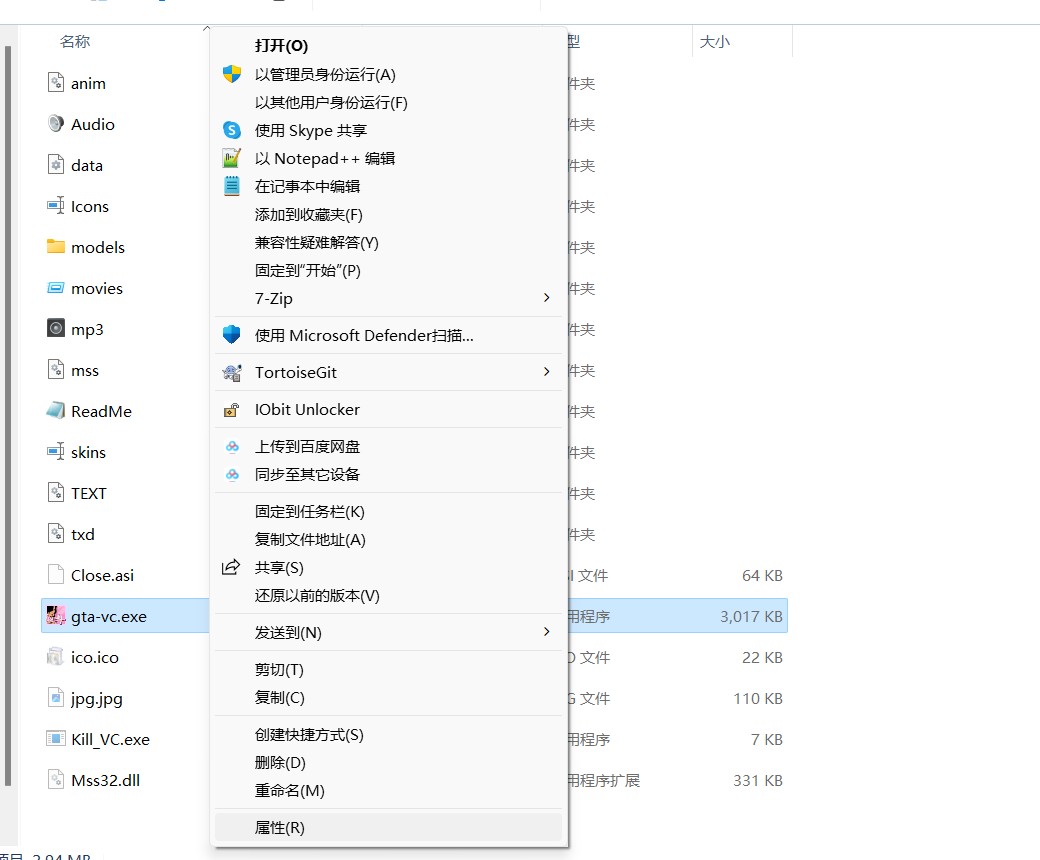 名称
型
大小
anim
Audio
data
Icons
models
movies
mp3
mss
ReadMe
skins
TEXT
txd
Close.asi
gta-vc.exe
ico.ico
jpg.jpg
Kill_VC.exe
Mss32.dll
打开(O)
以管理员身份运行(A)
以其他用户身份运行(F)
使用 Skype 共享
以 Notepad++ 编辑
在记事本中编辑
添加到收藏夹(F)
兼容性疑难解答(Y)
固定到“开始”(P)
7-Zip
使用 Microsoft Defender扫描...
TortoiseGit
IObit Unlocker
上传到百度网盘
同步至其它设备
固定到任务栏(K)
复制文件地址(A)
共享(S)
还原以前的版本(V)
发送到(N)
剪切(T)
复制(C)
创建快捷方式(S)
删除(D)
重命名(M)
属性(R)
件夹
件夹
件夹
件夹
件夹
件夹
件夹
件夹
件夹
件夹
件夹
件夹
文件 64 KB
用程序 3,017 KB
文件 22 KB
文件 110 KB
用程序 7 KB
用程序扩展 331 KB